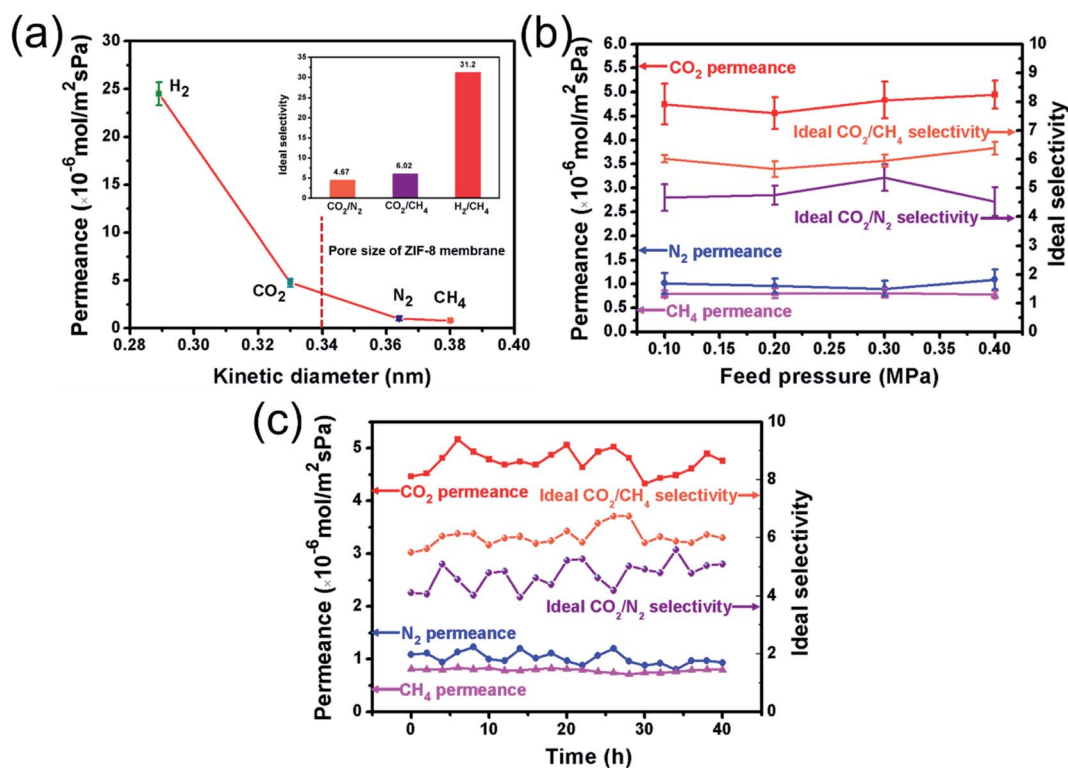 (a)
Permeance (×10⁻⁶ mol/m²sPa)
30
25
20
15
10
5
0
H₂
CO₂
N₂
CH₄
Pore size of ZIF-8 membrane
Ideal selectivity
35
30
25
20
15
10
5
0
4.67
6.02
31.2
CO₂/N₂
CO₂/CH₄
H₂/CH₄
0.28
0.30
0.32
0.34
0.36
0.38
0.40
Kinetic diameter (nm)
(b)
Permeance (×10⁻⁶ mol/m²sPa)
6.0
5.5
5.0
4.5
4.0
3.5
3.0
2.5
2.0
1.5
1.0
0.5
0.0
CO₂ permeance
Ideal CO₂/CH₄ selectivity
Ideal CO₂/N₂ selectivity
N₂ permeance
CH₄ permeance
10
9
8
7
6
5
4
3
2
1
0
Ideal selectivity
0.10
0.15
0.20
0.25
0.30
0.35
0.40
Feed pressure (MPa)
(c)
Permeance (×10⁻⁶ mol/m²sPa)
5
4
3
2
1
0
CO₂ permeance
Ideal CO₂/CH₄ selectivity
Ideal CO₂/N₂ selectivity
N₂ permeance
CH₄ permeance
10
8
6
4
2
0
Ideal selectivity
0
10
20
30
40
Time (h)